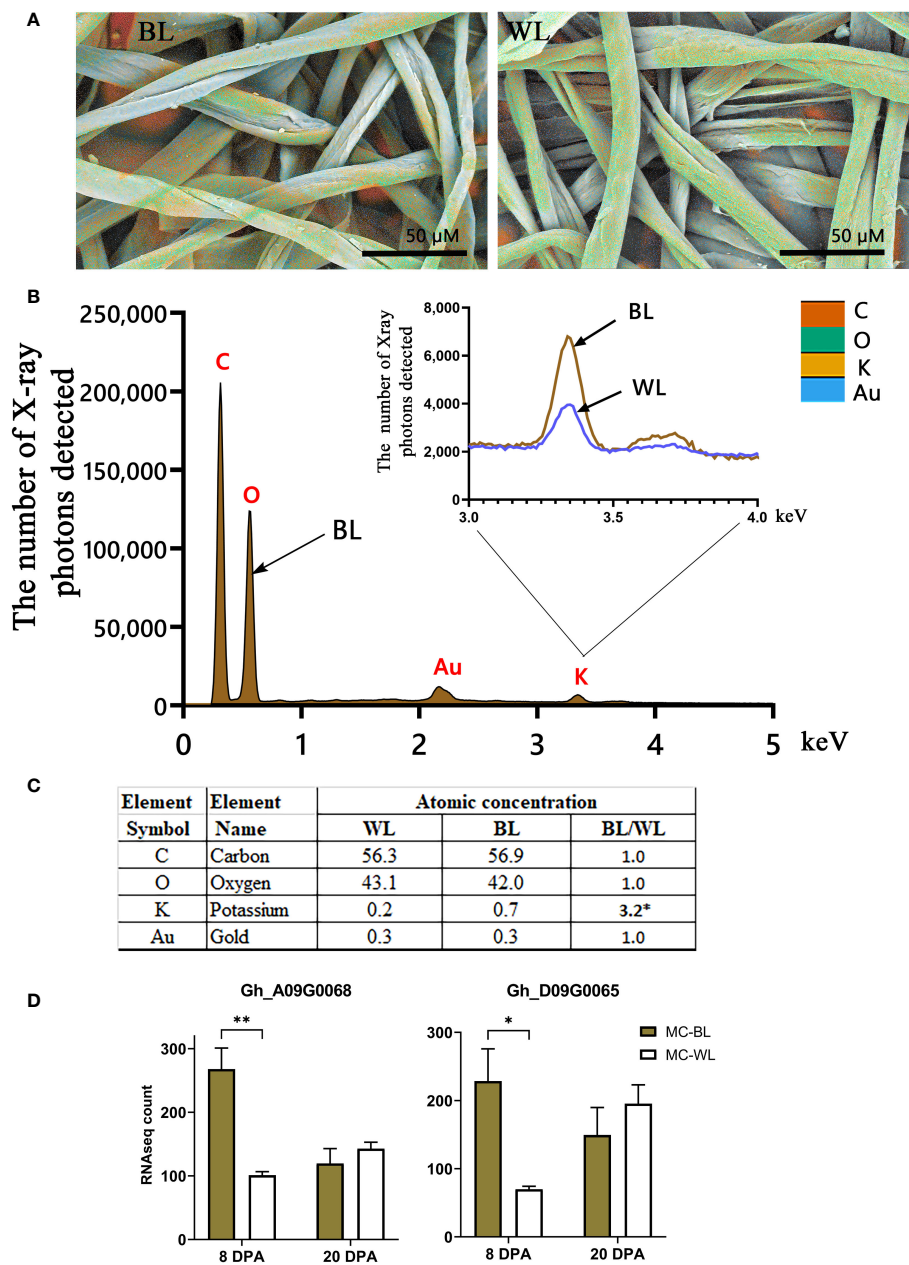 A
BL
WL
50 µM
50 µM
B
250,000
200,000
150,000
100,000
50,000
0
The number of X-ray
photons detected
C
O
BL
Au
K
0 1 2 3 4 5 keV
8,000
6,000
4,000
2,000
0
The number of Xray
photons detected
BL
WL
3.0 3.5 4.0 keV
C
O
K
Au
C
Element Element Atomic concentration
Symbol Name WL BL BL/WL
C Carbon 56.3 56.9 1.0
O Oxygen 43.1 42.0 1.0
K Potassium 0.2 0.7 3.2*
Au Gold 0.3 0.3 1.0
D
Gh_A09G0068
**
300
200
100
0
RNAseq count
8 DPA 20 DPA
Gh_D09G0065
*
300
200
100
0
8 DPA 20 DPA
MC-BL
MC-WL